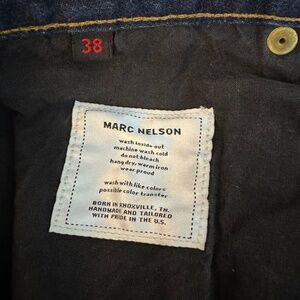 38
MARC NELSON
wash inside out
machine wash cold
do not bleach
hang dry, warm iron
wear proud
wash with like colors
possible color transfer
BORN IN KNOXVILLE, TN.
HANDMADE AND TAILORED
WITH PRIDE IN THE U.S.